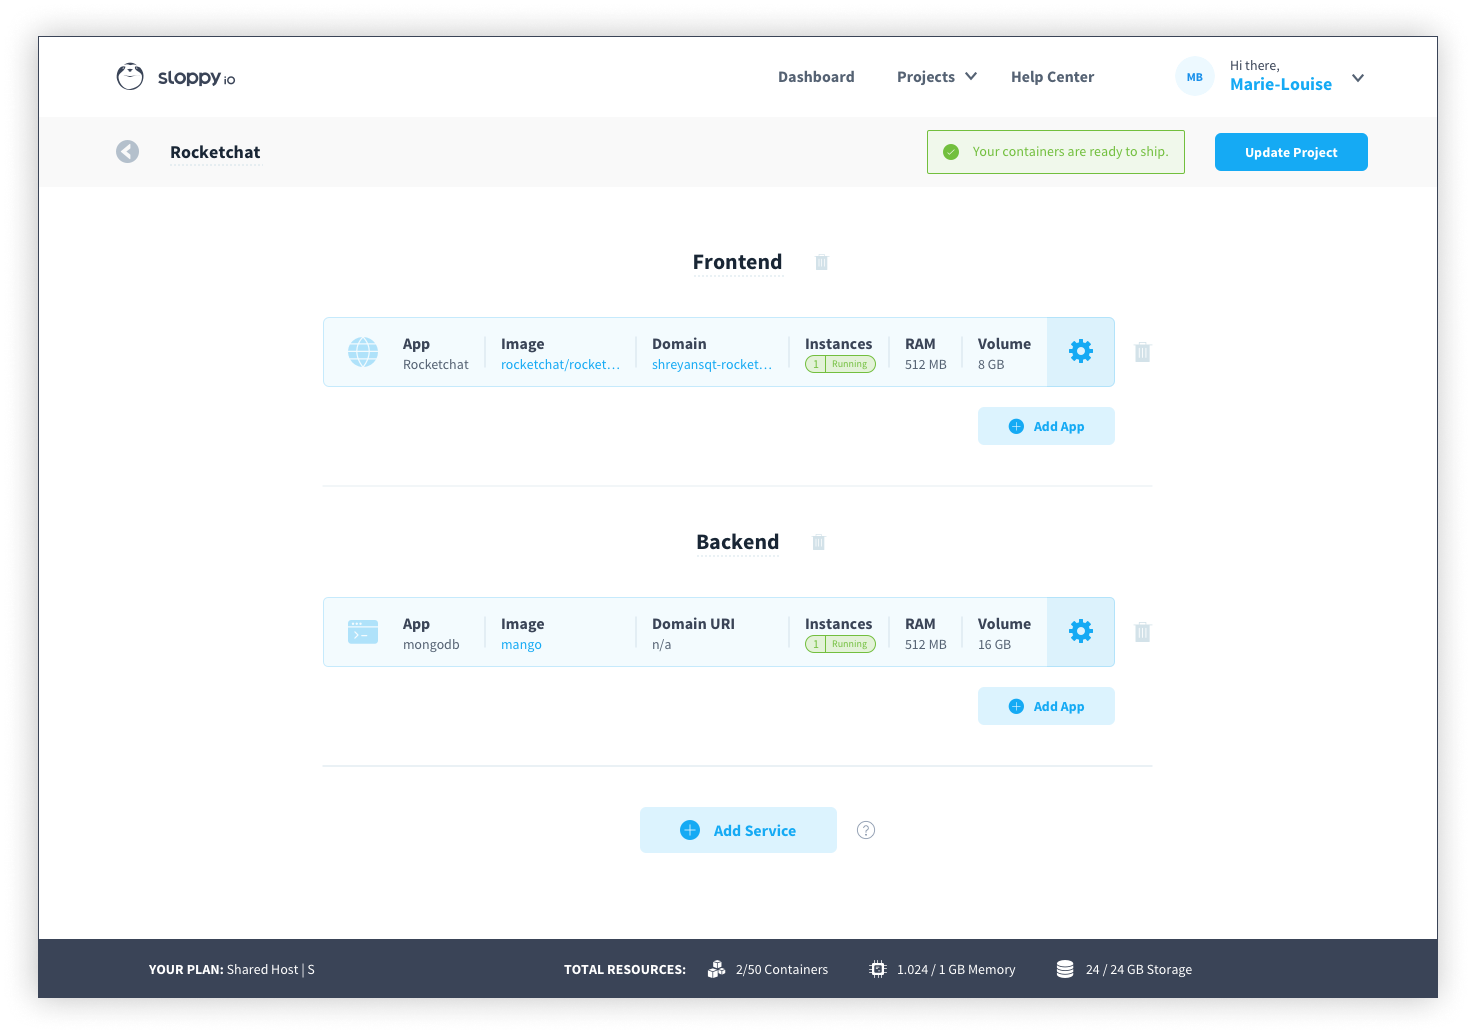 sloppy io
Dashboard Projects Help Center
MB
Hi there,
Marie-Louise
Rocketchat
Your containers are ready to ship.
Update Project
Frontend
App Image Domain Instances RAM Volume
Rocketchat rocketchat/rocket... shreyansqt-rocket... 1 Running 512 MB 8 GB
Add App
Backend
App Image Domain URI Instances RAM Volume
mongodb mango n/a 1 Running 512 MB 16 GB
Add App
Add Service ?
YOUR PLAN: Shared Host | S TOTAL RESOURCES: 2/50 Containers 1.024 / 1 GB Memory 24 / 24 GB Storage